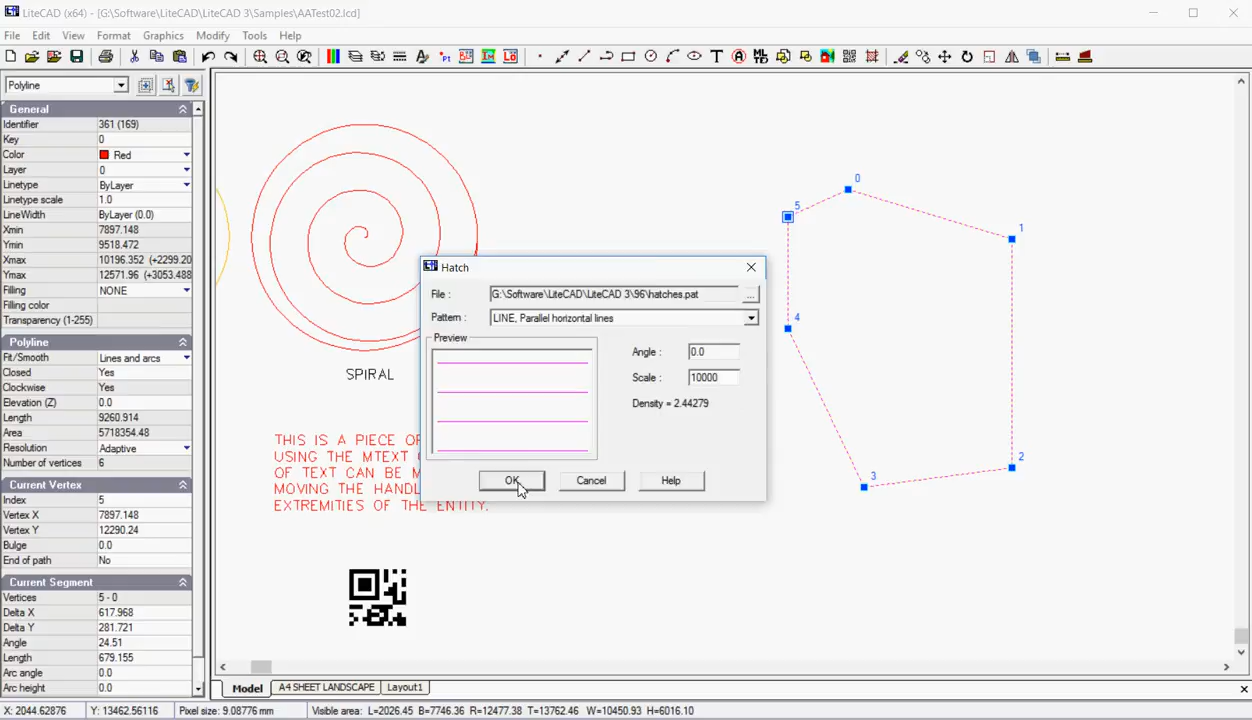 LiteCAD (x64) - [G:\Software\LiteCAD\LiteCAD 3\Samples\AATest02.lcd]
File Edit View Format Graphics Modify Tools Help
Polyline
General
Identifier 361 (169)
Key 0
Color Red
Layer 0
Linetype ByLayer
Linetype scale 1.0
LineWidth ByLayer (0.0)
Xmin 7897.148
Ymin 9518.472
Xmax 10196.352 (+2299.20
Ymax 12571.96 (+3053.488
Filling NONE
Filling color
Transparency (1-255)
Polyline
Fit/Smooth Lines and arcs
Closed Yes
Clockwise Yes
Elevation (Z) 0.0
Length 9260.914
Area 5718354.48
Resolution Adaptive
Number of vertices 6
Current Vertex
Index 5
Vertex X 7897.148
Vertex Y 12290.24
Bulge 0.0
End of path No
Current Segment
Vertices 5 - 0
Delta X 617.968
Delta Y 281.721
Angle 24.51
Length 679.155
Arc angle 0.0
Arc height 0.0
SPIRAL
THIS IS A PIECE OF
USING THE MTEXT
OF TEXT CAN BE M
MOVING THE HANDL
EXTREMITIES OF THE ENTITY.
Hatch
File : G:\Software\LiteCAD\LiteCAD 3\96\hatches.pat ...
Pattern : LINE, Parallel horizontal lines
Preview
Angle : 0.0
Scale : 10000
Density = 2.44279
OK Cancel Help
0
5
1
4
2
3
Model A4 SHEET LANDSCAPE Layout1
X: 2044.62876 Y: 13462.56116 Pixel size: 9.08776 mm Visible area: L=2026.45 B=7746.36 R=12477.38 T=13762.46 W=10450.93 H=6016.10